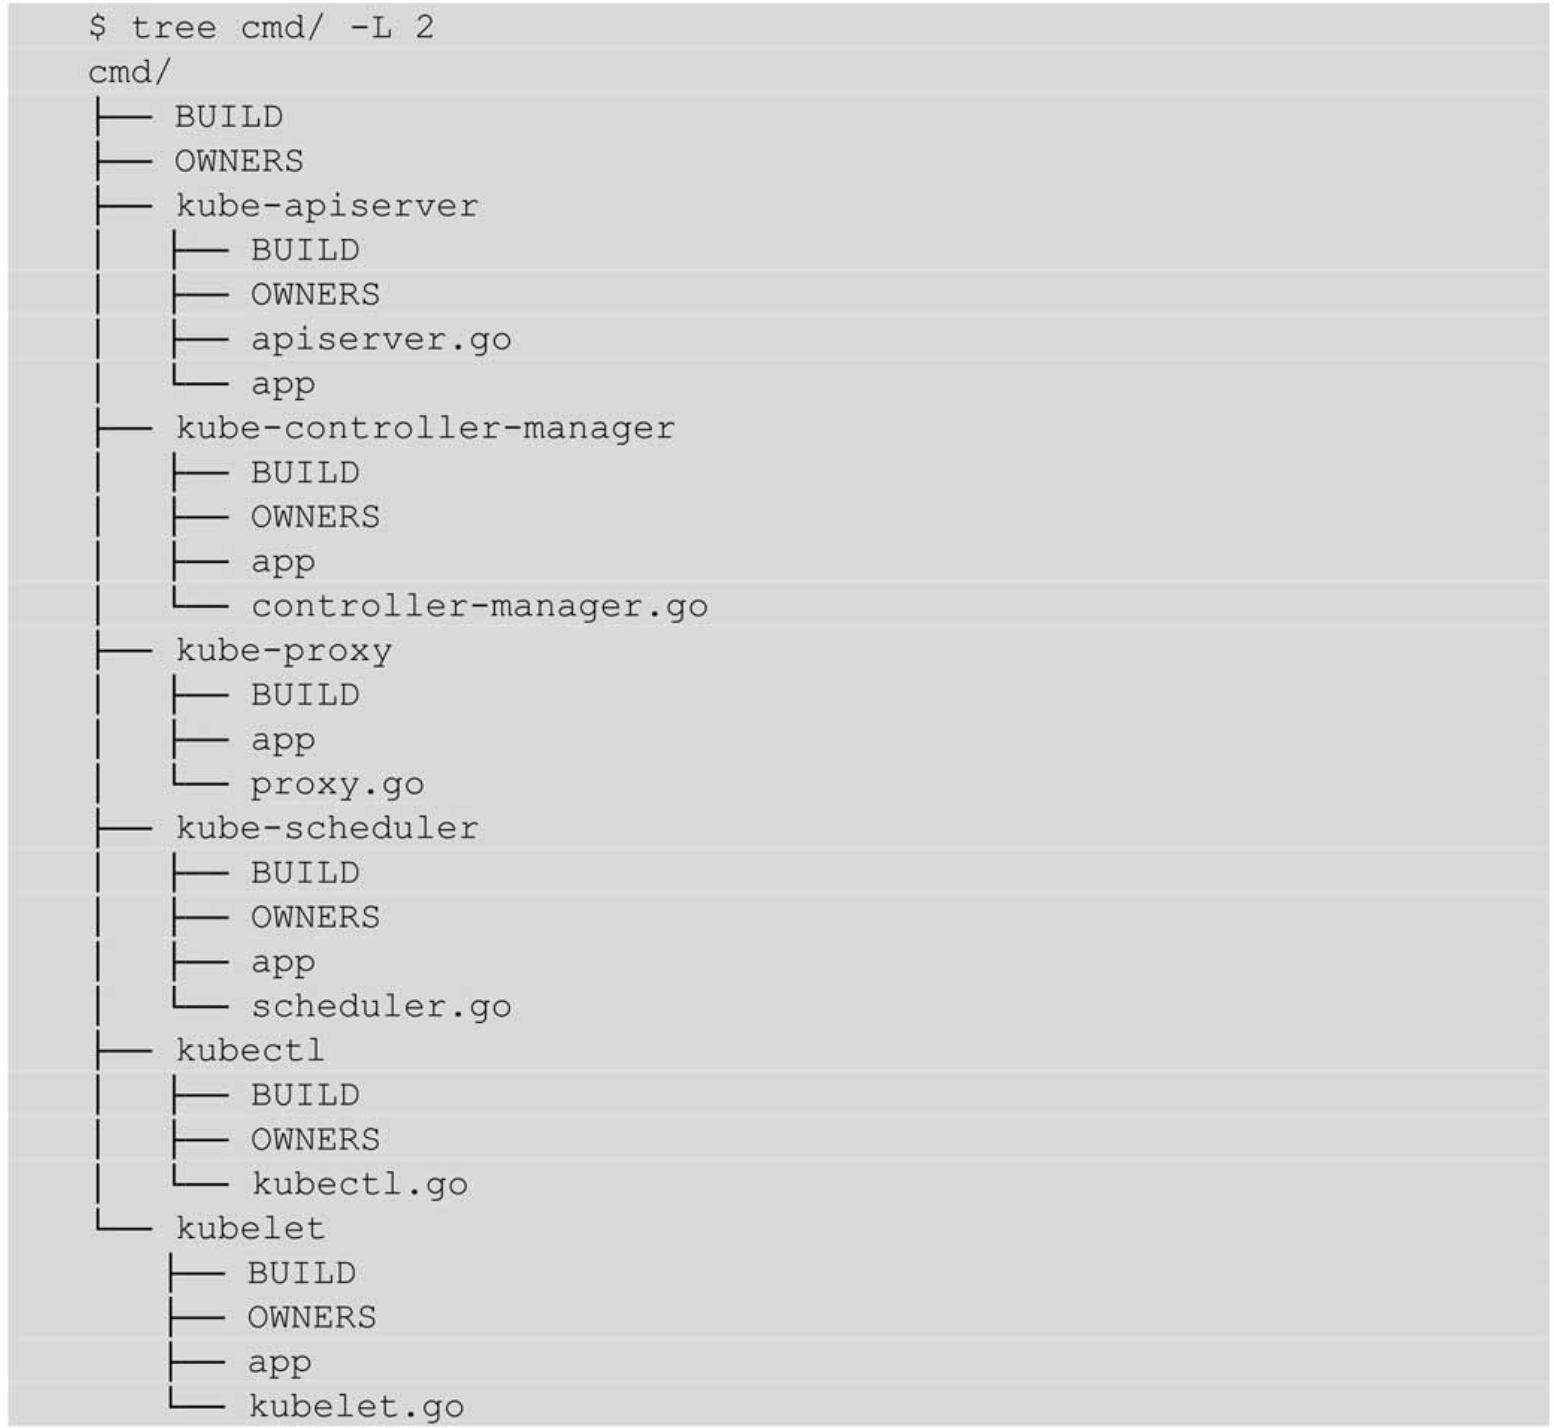 $ tree cmd/ -L 2
cmd/
├── BUILD
├── OWNERS
├── kube-apiserver
│   ├── BUILD
│   ├── OWNERS
│   ├── apiserver.go
│   └── app
├── kube-controller-manager
│   ├── BUILD
│   ├── OWNERS
│   ├── app
│   └── controller-manager.go
├── kube-proxy
│   ├── BUILD
│   ├── app
│   └── proxy.go
├── kube-scheduler
│   ├── BUILD
│   ├── OWNERS
│   ├── app
│   └── scheduler.go
├── kubectl
│   ├── BUILD
│   ├── OWNERS
│   └── kubectl.go
└── kubelet
    ├── BUILD
    ├── OWNERS
    ├── app
    └── kubelet.go